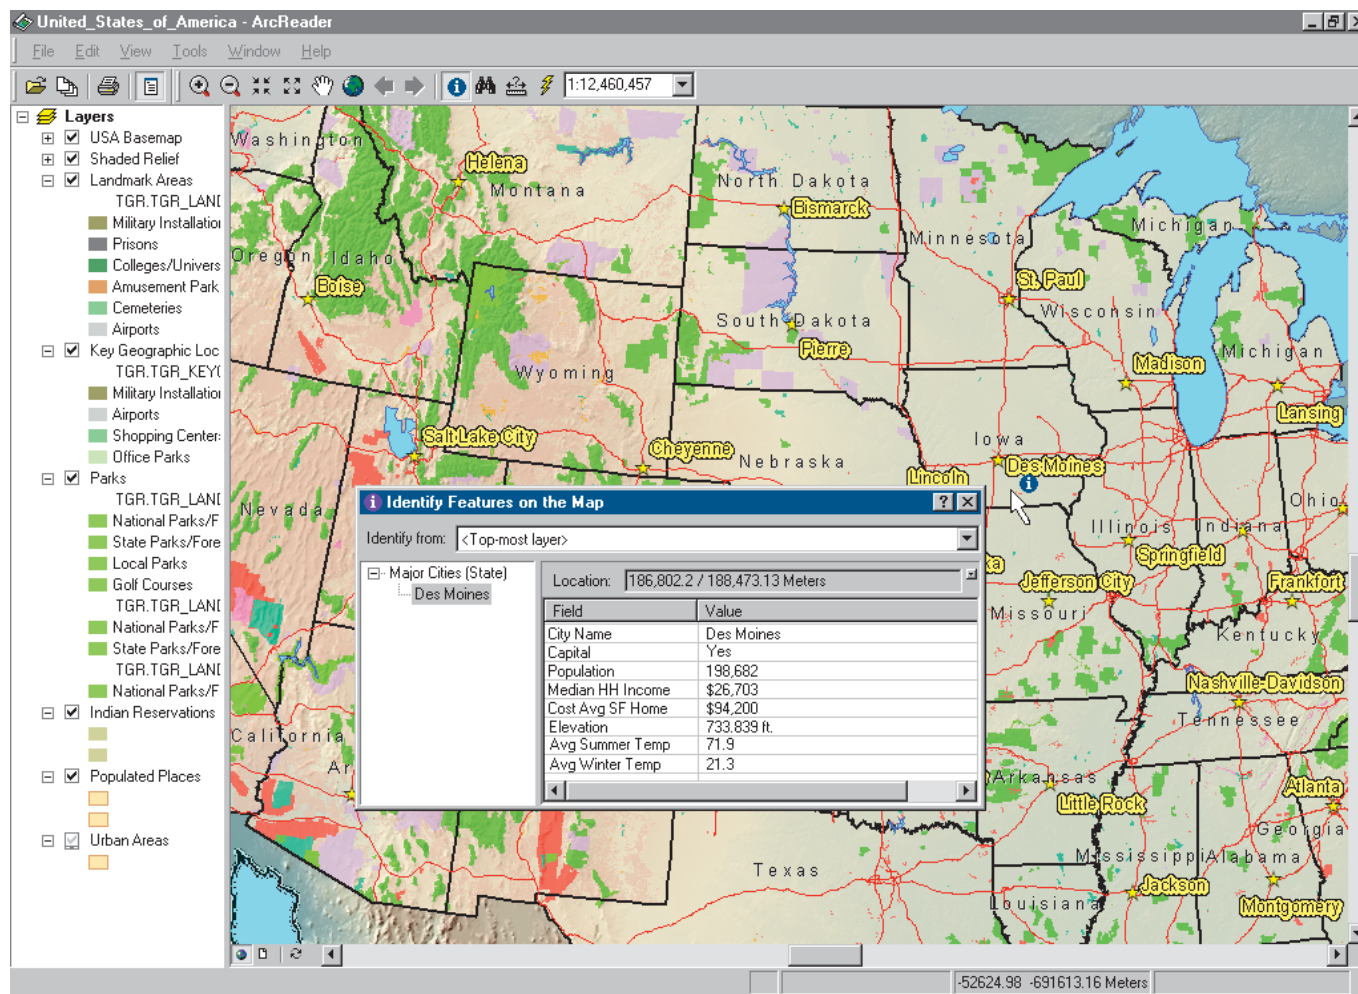 United_States_of_America - ArcReader
File Edit View Tools Window Help
1:12,460,457
Layers
USA Basemap
Shaded Relief
Landmark Areas
TGR.TGR_LAND
Military Installatio
Prisons
Colleges/Univers
Amusement Park
Cemeteries
Airports
Key Geographic Loc
TGR.TGR_KEY
Military Installatio
Airports
Shopping Center
Office Parks
Parks
TGR.TGR_LAND
National Parks/F
State Parks/Fore
Local Parks
Golf Courses
TGR.TGR_LAND
National Parks/F
State Parks/Fore
TGR.TGR_LAND
National Parks/F
Indian Reservations
Populated Places
Urban Areas
Washington
Helena
Montana
North Dakota
Bismarck
Minnesota
Michigan
Oregon
Idaho
Boise
St. Paul
Wisconsin
South Dakota
Pierre
Wyoming
Madison
Michigan
Lansing
Salt Lake City
Cheyenne
Nebraska
Iowa
Des Moines
Lincoln
Nevada
Illinois
Indiana
Ohio
Springfield
ka
Jefferson City
Frankfort
Missouri
Kentucky
Nashville-Davidson
Tennessee
California
Ar
Arkansas
Little Rock
Atlanta
Georgia
Texas
Mississippi
Alabama
Jackson
Louisiana
Montgomery
Identify Features on the Map
Identify from: <Top-most layer>
Major Cities (State)
Des Moines
Location: 186,802.2 / 188,473.13 Meters
Field Value
City Name Des Moines
Capital Yes
Population 198,682
Median HH Income $26,703
Cost Avg SF Home $94,200
Elevation 733.839 ft.
Avg Summer Temp 71.9
Avg Winter Temp 21.3
-52624.98 -691613.16 Meters